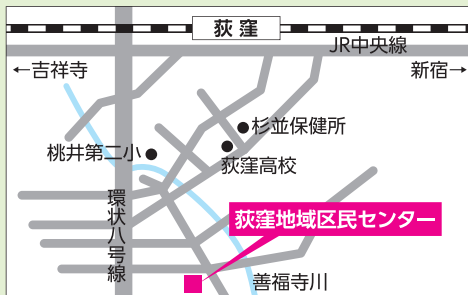 荻窪
JR中央線
←吉祥寺
新宿→
杉並保健所
桃井第二小
荻窪高校
環状八号線
荻窪地域区民センター
善福寺川